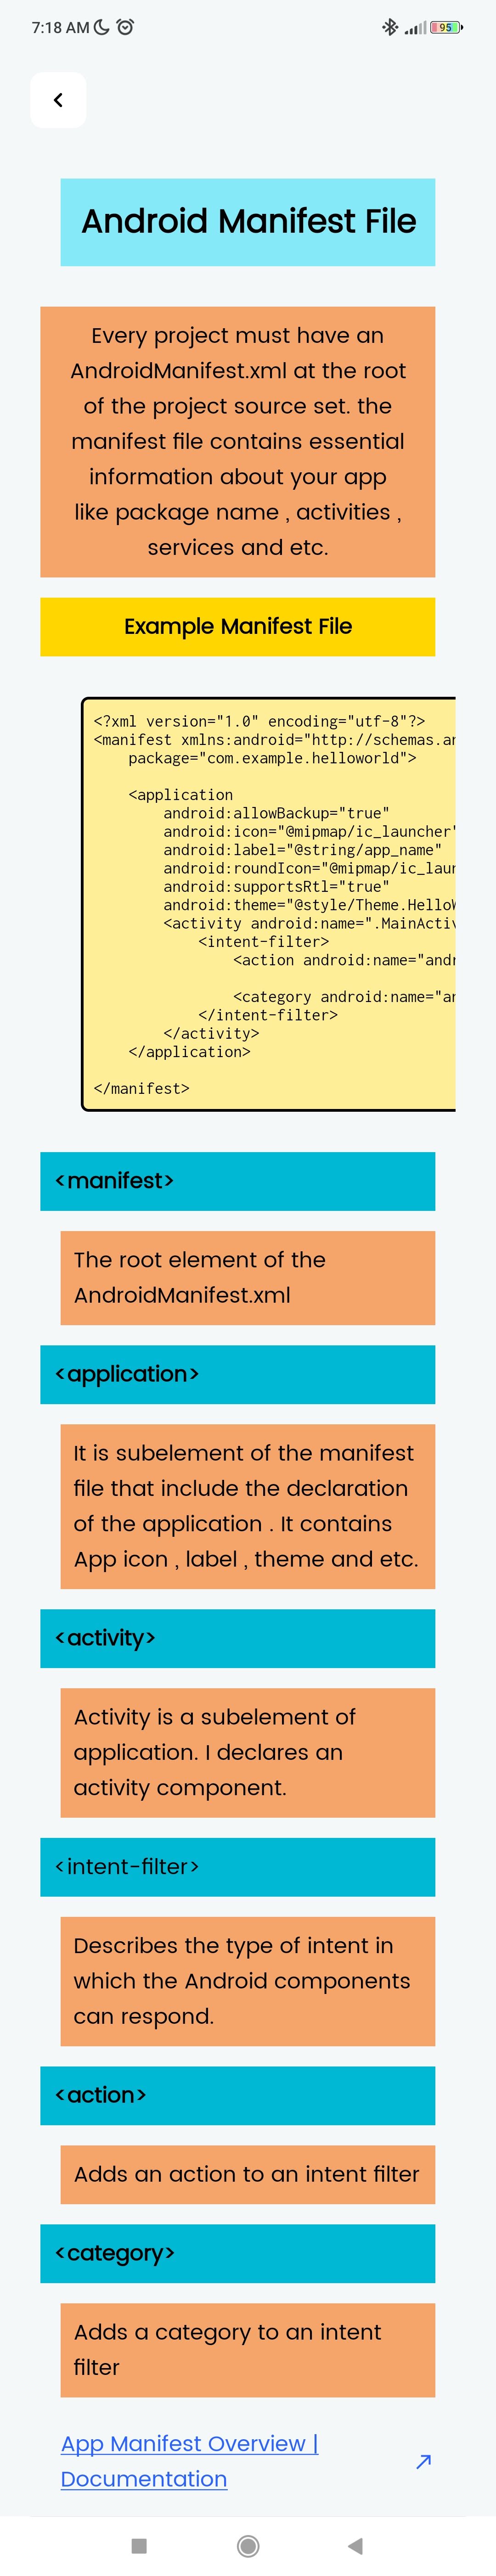 7:18 AM
95
Android Manifest File
Every project must have an
AndroidManifest.xml at the root
of the project source set. the
manifest file contains essential
information about your app
like package name , activities ,
services and etc.
Example Manifest File
<?xml version="1.0" encoding="utf-8"?>
<manifest xmlns:android="http://schemas.an
    package="com.example.helloworld">
    <application
        android:allowBackup="true"
        android:icon="@mipmap/ic_launcher"
        android:label="@string/app_name"
        android:roundIcon="@mipmap/ic_laun
        android:supportsRtl="true"
        android:theme="@style/Theme.HelloW
        <activity android:name=".MainActiv
            <intent-filter>
                <action android:name="andr
                <category android:name="an
            </intent-filter>
        </activity>
    </application>
</manifest>
<manifest>
The root element of the
AndroidManifest.xml
<application>
It is subelement of the manifest
file that include the declaration
of the application . It contains
App icon , label , theme and etc.
<activity>
Activity is a subelement of
application. I declares an
activity component.
<intent-filter>
Describes the type of intent in
which the Android components
can respond.
<action>
Adds an action to an intent filter
<category>
Adds a category to an intent
filter
App Manifest Overview |
Documentation